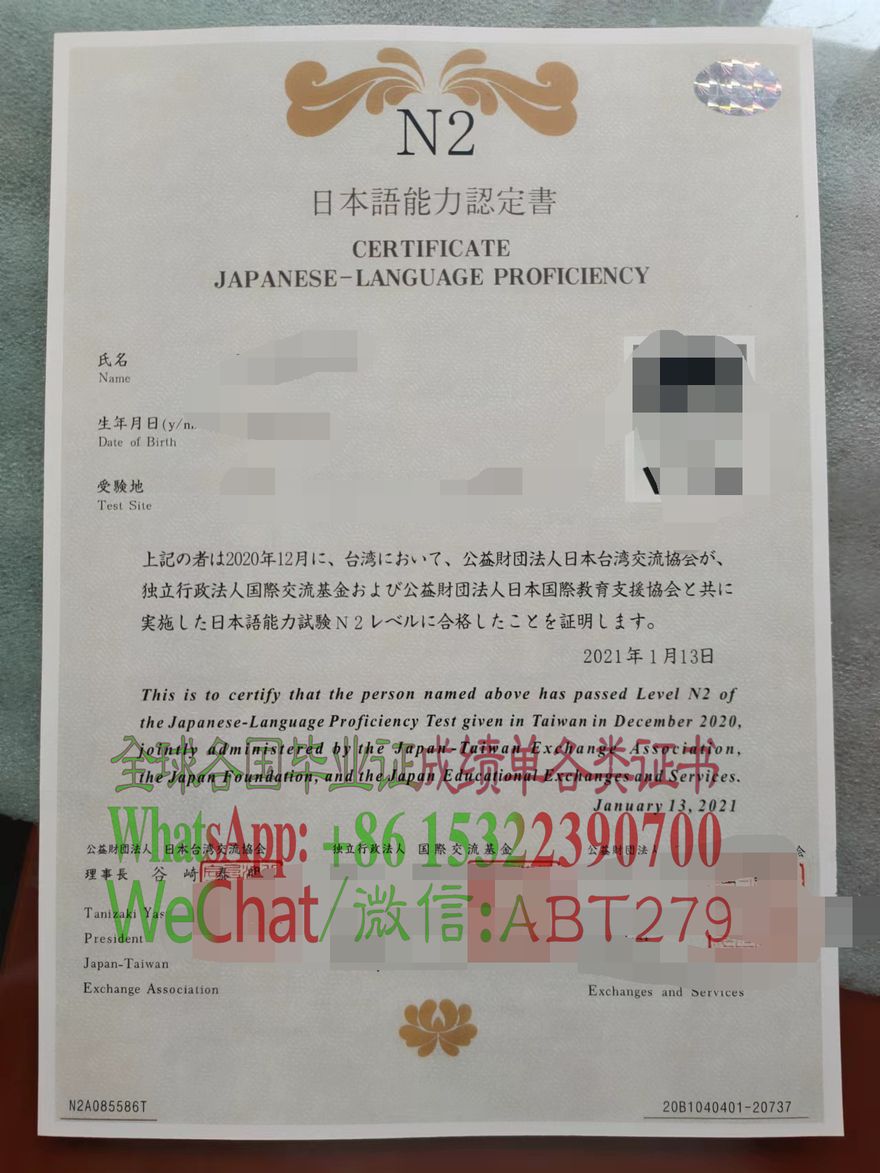 N2
日本語能力認定書
CERTIFICATE
JAPANESE-LANGUAGE PROFICIENCY
氏名
Name
生年月日(y/m
Date of Birth
受験地
Test Site
上記の者は2020年12月に、台湾において、公益財団法人日本台湾交流協会が、
独立行政法人国際交流基金および公益財団法人日本国際教育支援協会と共に
実施した日本語能力試験N2レベルに合格したことを証明します。
2021年1月13日
This is to certify that the person named above has passed Level N2 of
the Japanese-Language Proficiency Test given in Taiwan in December 2020,
jointly administered by the Japan-Taiwan Exchange Association,
全球各国毕业证成绩单各类证书
the Japan Foundation, and the Japan Educational Exchanges and Services.
January 13, 2021
WhatsApp: +86 15322390700
公益財団法人 日本台湾交流協会 独立行政法人 国際交流基金 公益財団法人 会
理事長 谷崎泰
WeChat/微信:ABT279
Tanizaki Yas
President
Japan-Taiwan
Exchange Association
Exchanges and Services
N2A085586T
20B1040401-20737